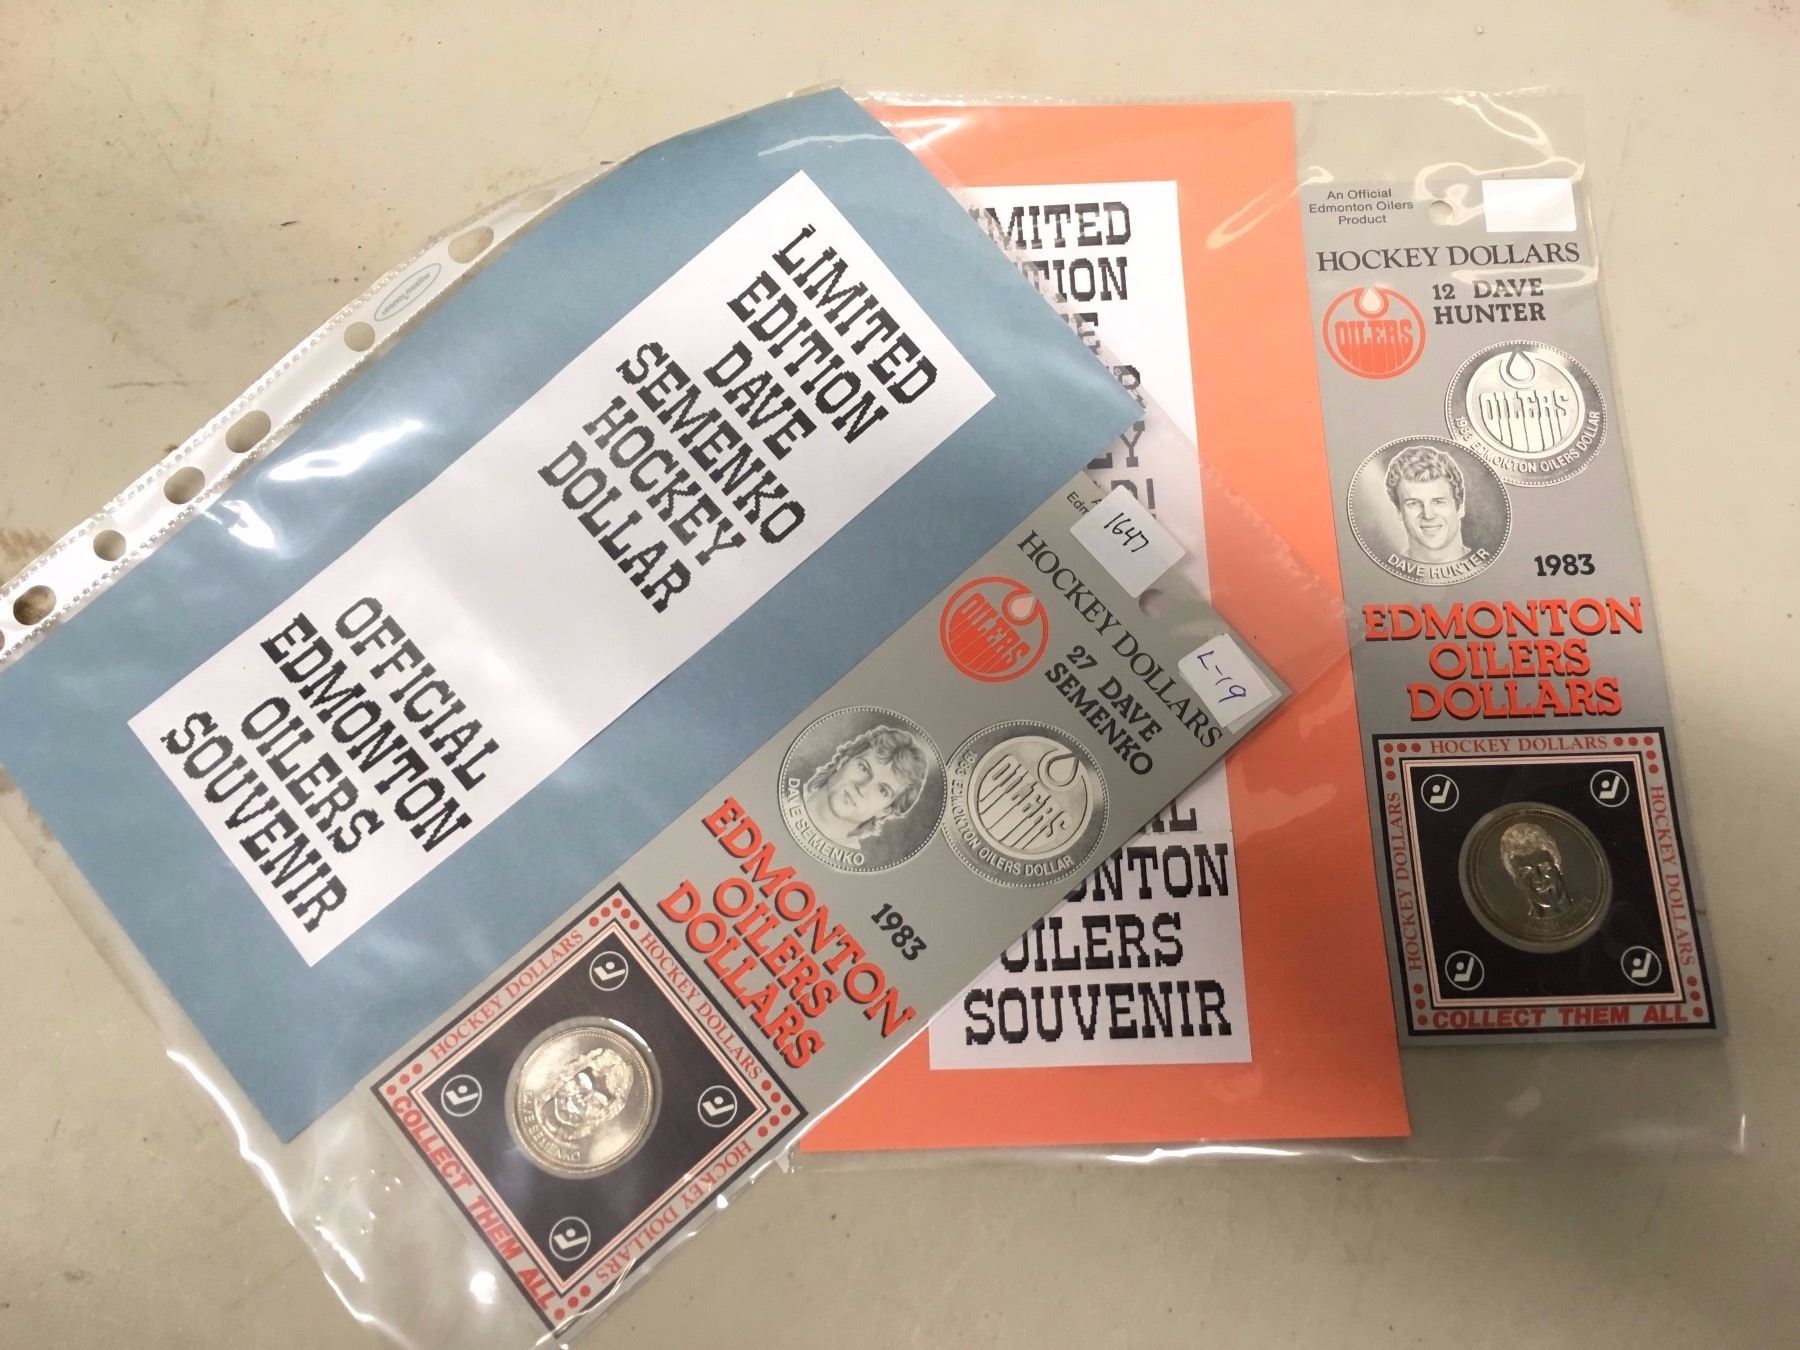 LIMITED
EDITION
DAVE
SEMENKO
HOCKEY
DOLLAR
OFFICIAL
EDMONTON
OILERS
SOUVENIR
1647
L-19
HOCKEY DOLLARS
OILERS
27 DAVE
SEMENKO
DAVE SEMENKO
OILERS
1983 EDMONTON OILERS DOLLAR
1983
EDMONTON
OILERS
DOLLARS
HOCKEY DOLLARS
HOCKEY DOLLARS
HOCKEY DOLLARS
COLLECT THEM ALL
DAVE SEMENKO
OILERS
SOUVENIR
An Official
Edmonton Oilers
Product
HOCKEY DOLLARS
OILERS
12 DAVE
HUNTER
OILERS
1983 EDMONTON OILERS DOLLAR
DAVE HUNTER
1983
EDMONTON
OILERS
DOLLARS
HOCKEY DOLLARS
HOCKEY DOLLARS
HOCKEY DOLLARS
COLLECT THEM ALL